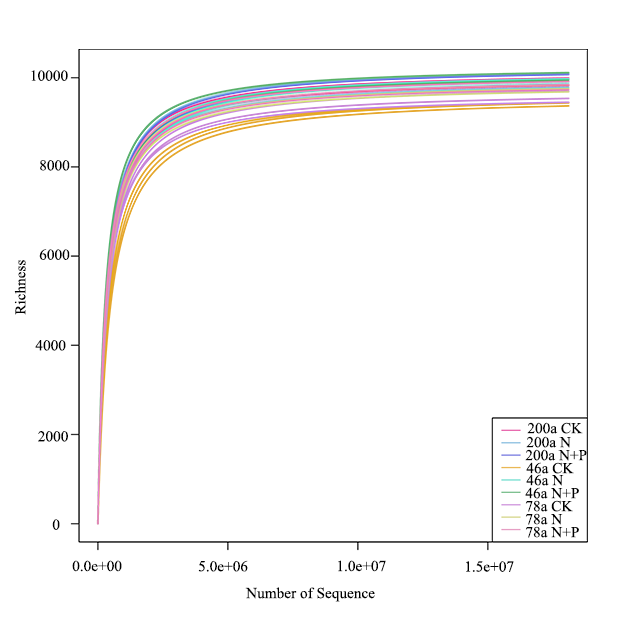 10000
8000
6000
4000
2000
0
Richness
200a CK
200a N
200a N+P
46a CK
46a N
46a N+P
78a CK
78a N
78a N+P
0.0e+00
5.0e+06
1.0e+07
1.5e+07
Number of Sequence